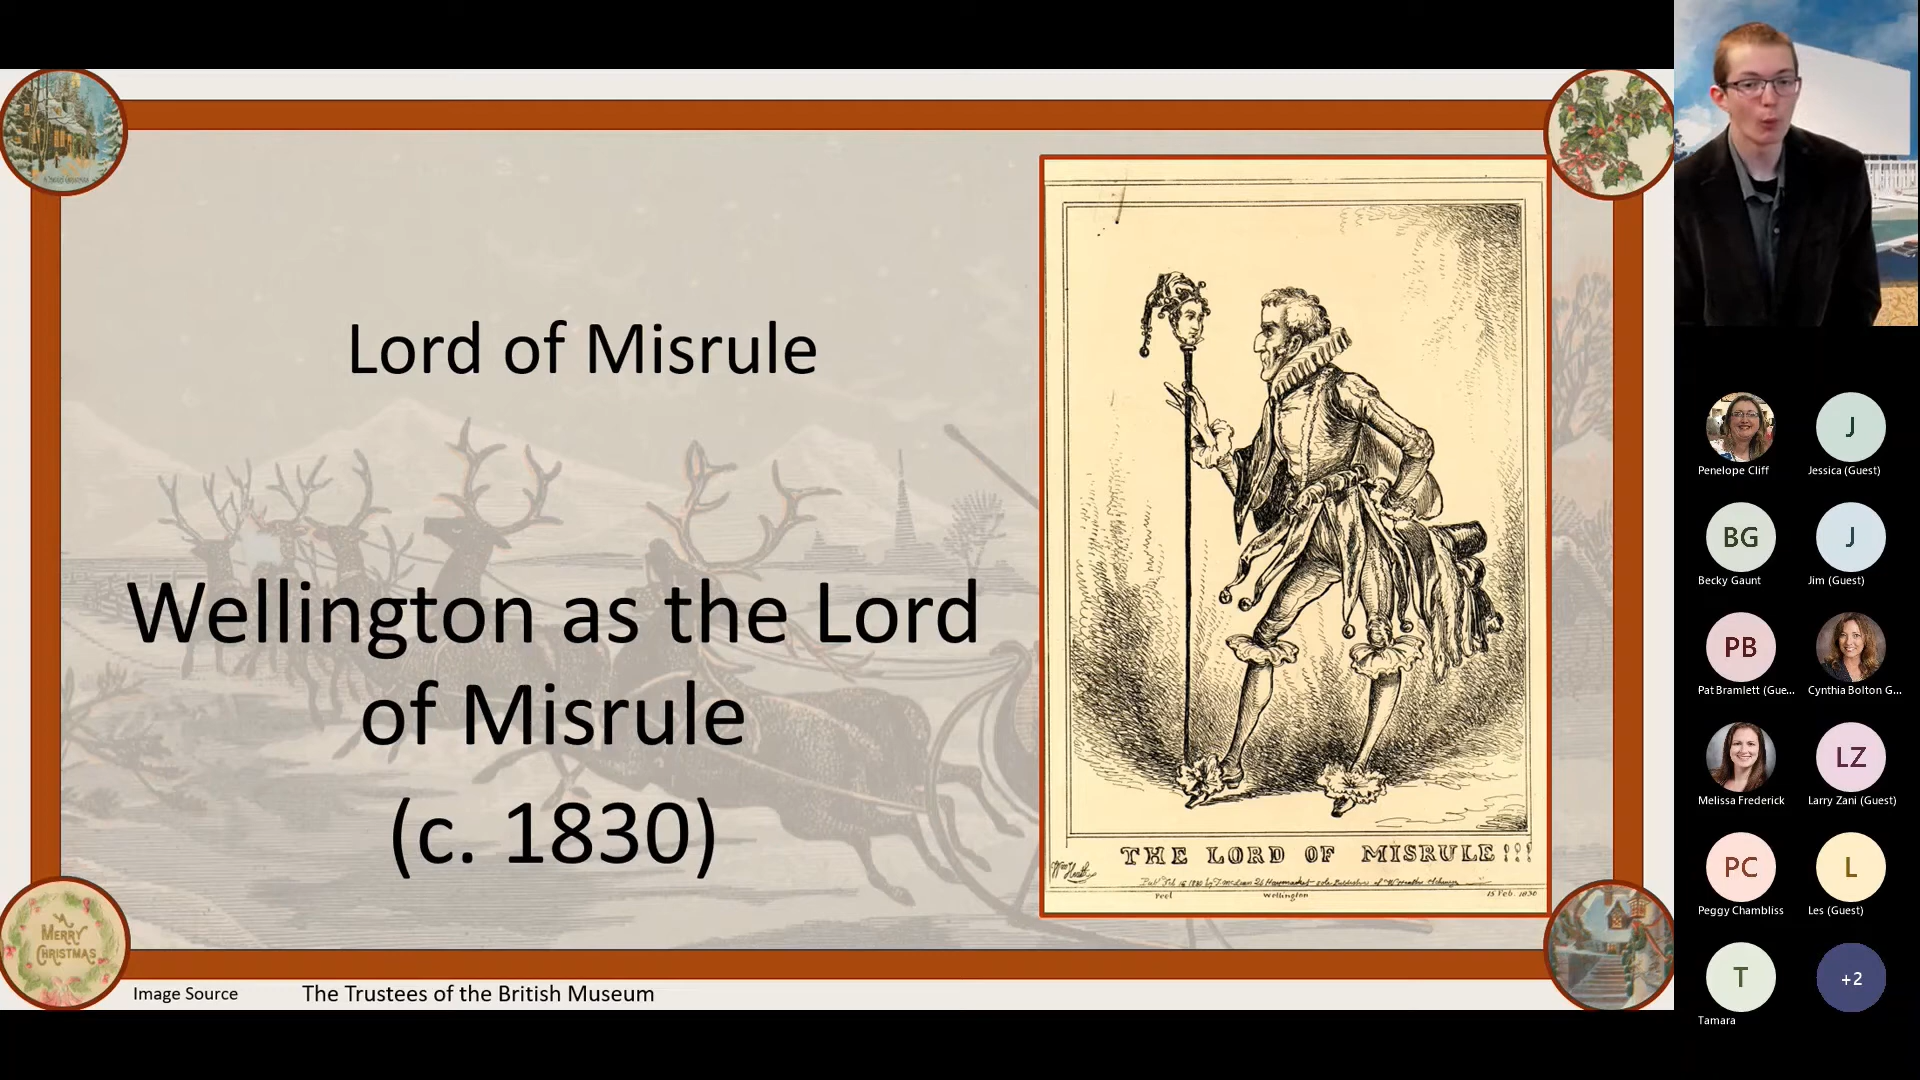 Lord of Misrule
Wellington as the Lord
of Misrule
(c. 1830)
THE LORD OF MISRULE!!!
Peel
Wellington
15 Feb. 1830
A
MERRY
CHRISTMAS
Image Source
The Trustees of the British Museum
Penelope Cliff
J
Jessica (Guest)
BG
Becky Gaunt
J
Jim (Guest)
PB
Pat Bramlett (Gue...
Cynthia Bolton G...
Melissa Frederick
LZ
Larry Zani (Guest)
PC
Peggy Chambliss
L
Les (Guest)
T
Tamara
+2